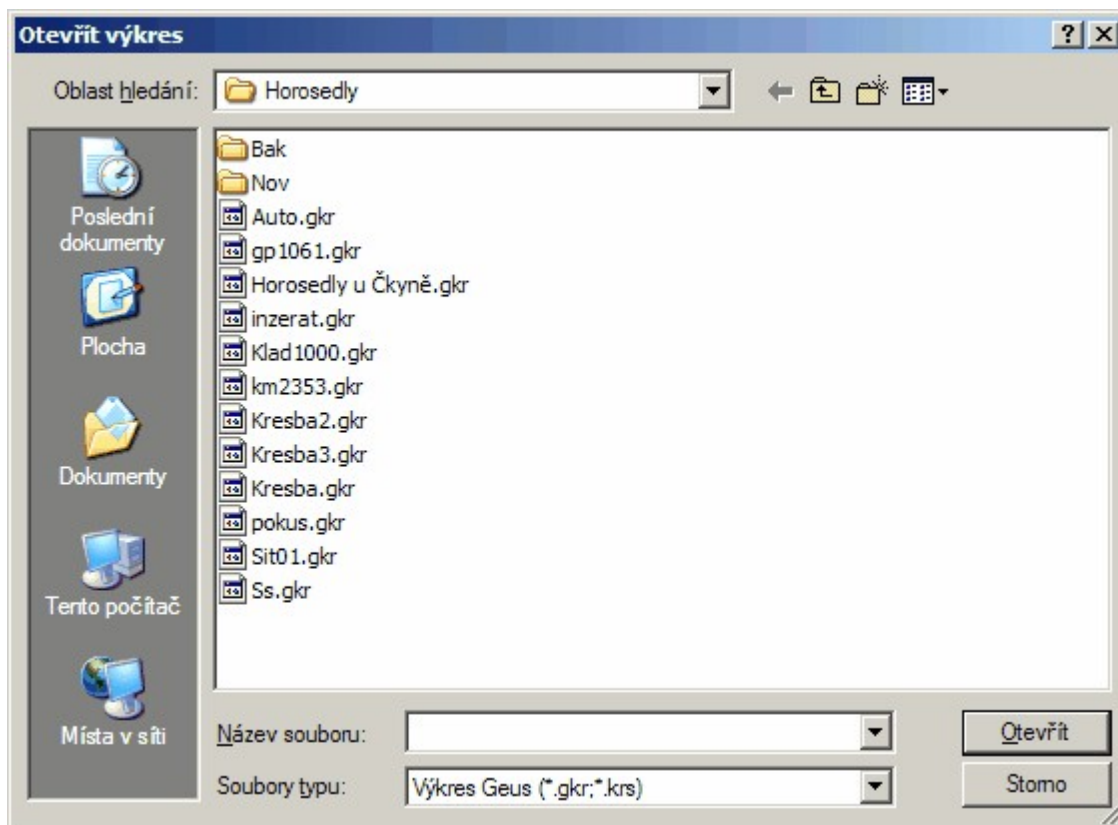 Otevřít výkres
Oblast hledání: Horosedly
Poslední
dokumenty
Plocha
Dokumenty
Tento počítač
Místa v síti
Bak
Nov
Auto.gkr
gp1061.gkr
Horosedly u Čkyně.gkr
inzerat.gkr
Klad1000.gkr
km2353.gkr
Kresba2.gkr
Kresba3.gkr
Kresba.gkr
pokus.gkr
Sit01.gkr
Ss.gkr
Název souboru: Otevřít
Soubory typu: Výkres Geus (*.gkr;*.krs) Storno